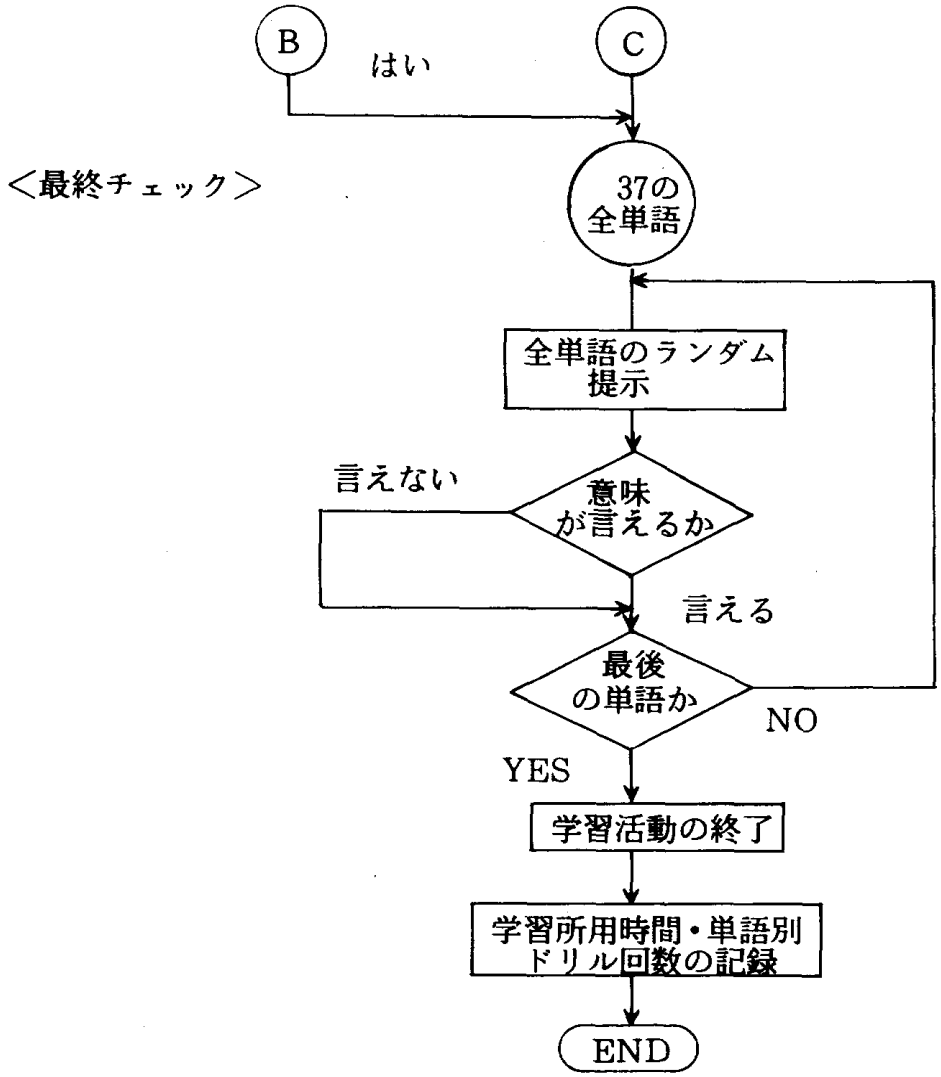 B
C
はい
<最終チェック>
37の
全単語
全単語のランダム
提示
言えない
意味
が言えるか
言える
最後
の単語か
NO
YES
学習活動の終了
学習所用時間・単語別
ドリル回数の記録
END